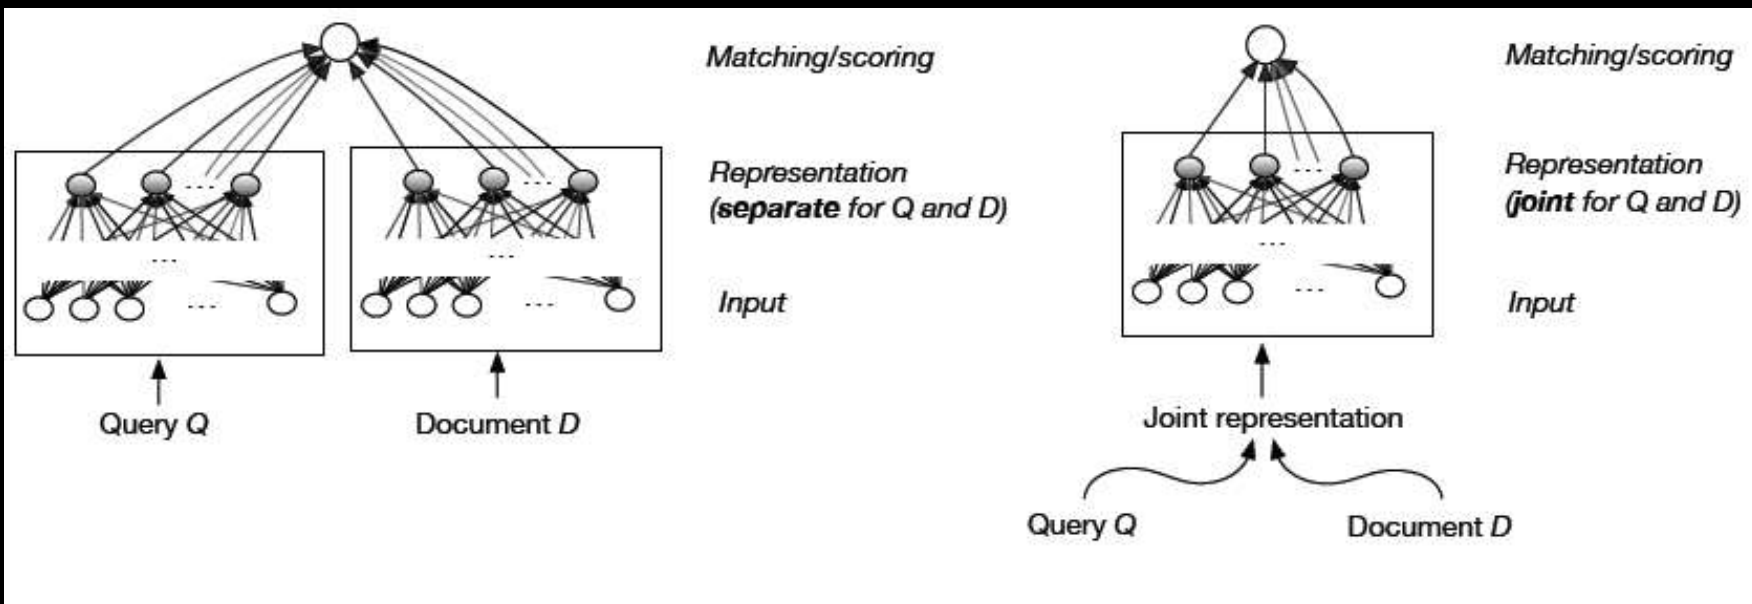 Matching/scoring
Representation
(separate for Q and D)
Input
Query Q
Document D
Matching/scoring
Representation
(joint for Q and D)
Input
Joint representation
Query Q
Document D